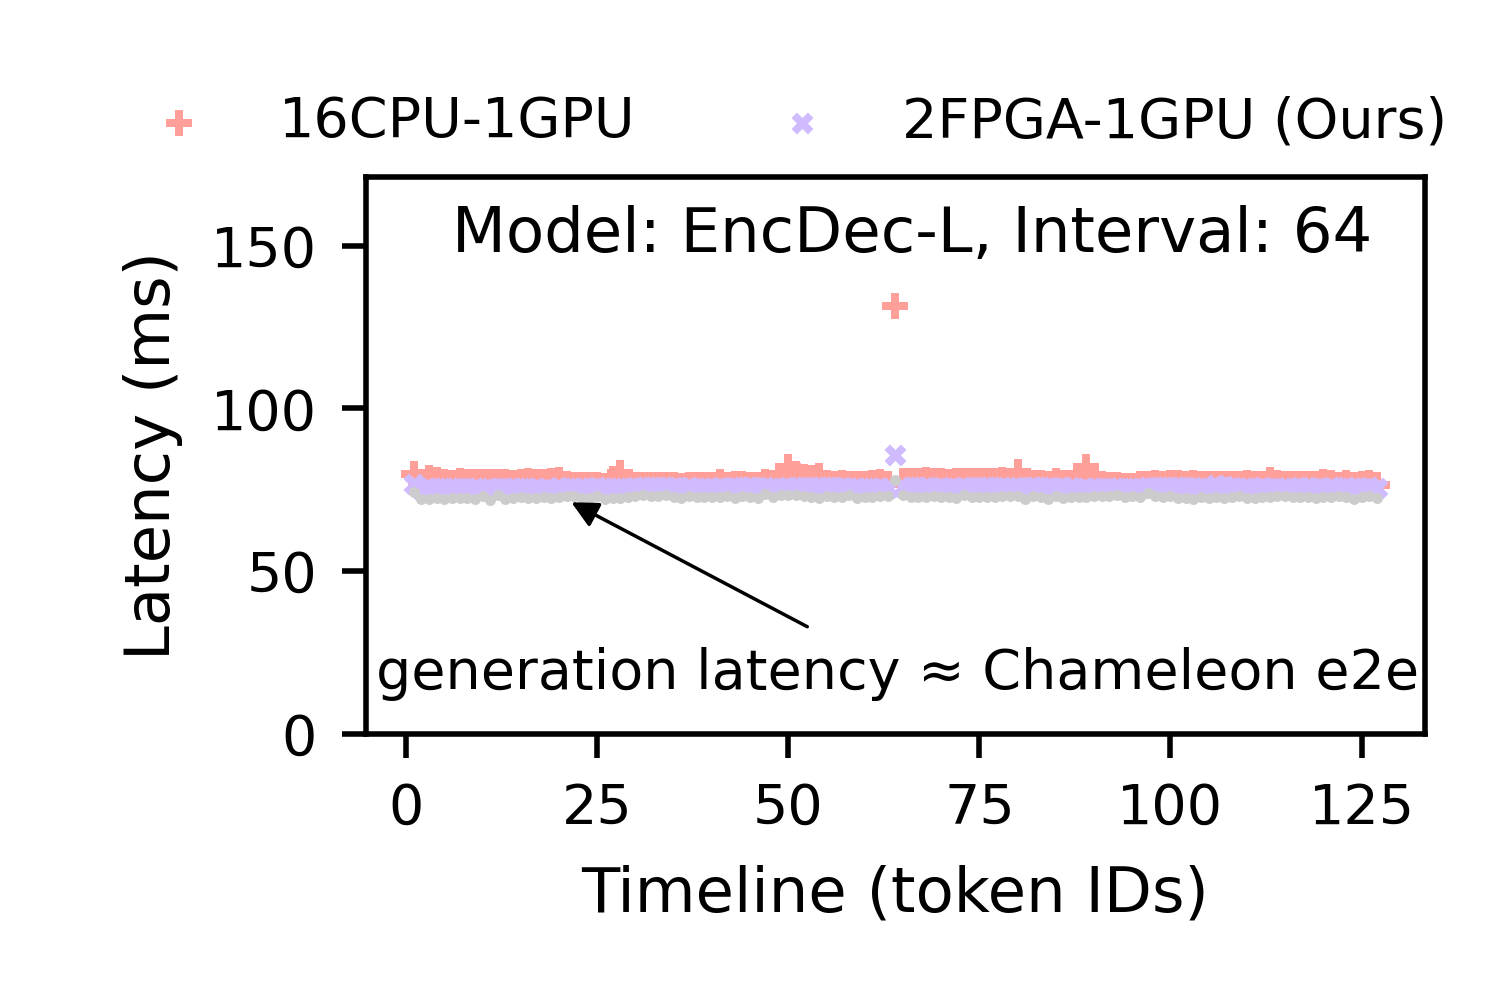 16CPU-1GPU 2FPGA-1GPU (Ours)
Model: EncDec-L, Interval: 64
150
100
50
0
Latency (ms)
generation latency ≈ Chameleon e2e
0 25 50 75 100 125
Timeline (token IDs)